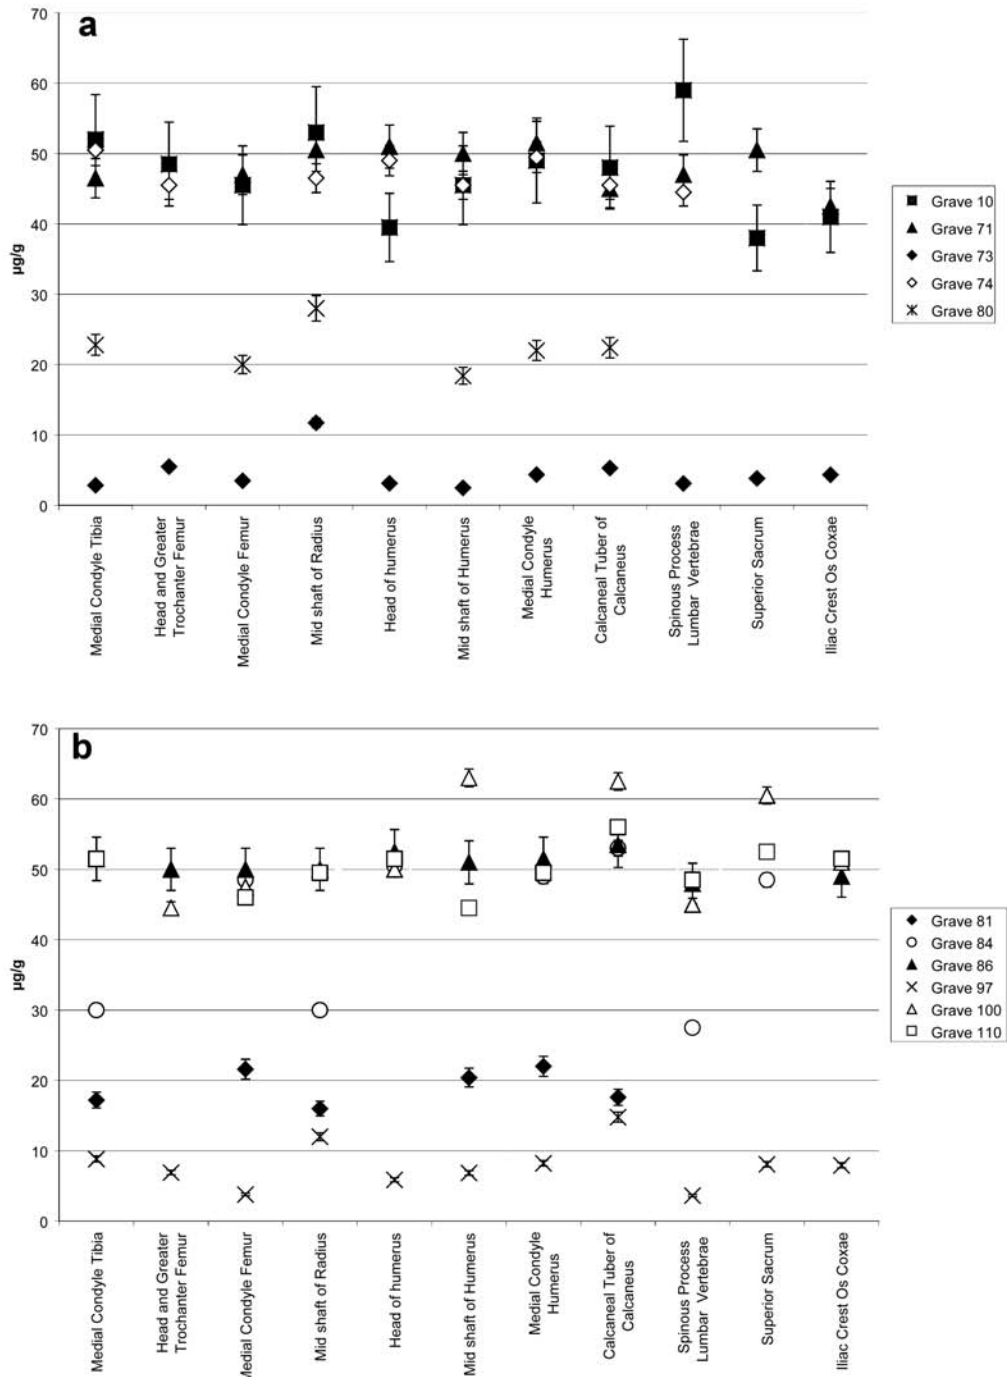 a
70
60
50
40
30
20
10
0
µg/g
Medial Condyle Tibia
Head and Greater
Trochanter Femur
Medial Condyle Femur
Mid shaft of Radius
Head of humerus
Mid shaft of Humerus
Medial Condyle
Humerus
Calcaneal Tuber of
Calcaneus
Spinous Process
Lumbar Vertebrae
Superior Sacrum
Iliac Crest Os Coxae
Grave 10
Grave 71
Grave 73
Grave 74
Grave 80
b
70
60
50
40
30
20
10
0
µg/g
Medial Condyle Tibia
Head and Greater
Trochanter Femur
Medial Condyle Femur
Mid shaft of Radius
Head of humerus
Mid shaft of Humerus
Medial Condyle
Humerus
Calcaneal Tuber of
Calcaneus
Spinous Process
Lumbar Vertebrae
Superior Sacrum
Iliac Crest Os Coxae
Grave 81
Grave 84
Grave 86
Grave 97
Grave 100
Grave 110